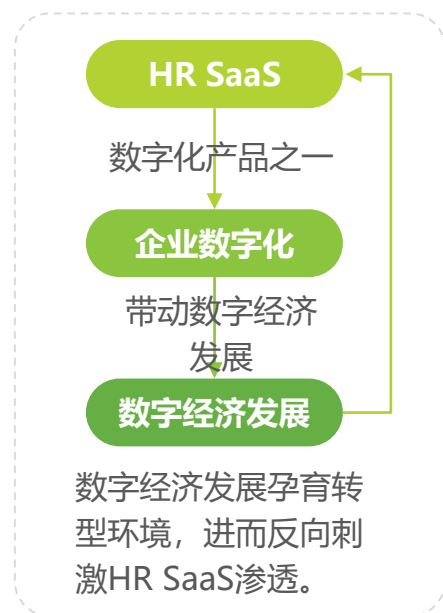 HR SaaS
数字化产品之一
企业数字化
带动数字经济
发展
数字经济发展
数字经济发展孕育转
型环境，进而反向刺
激HR SaaS渗透。